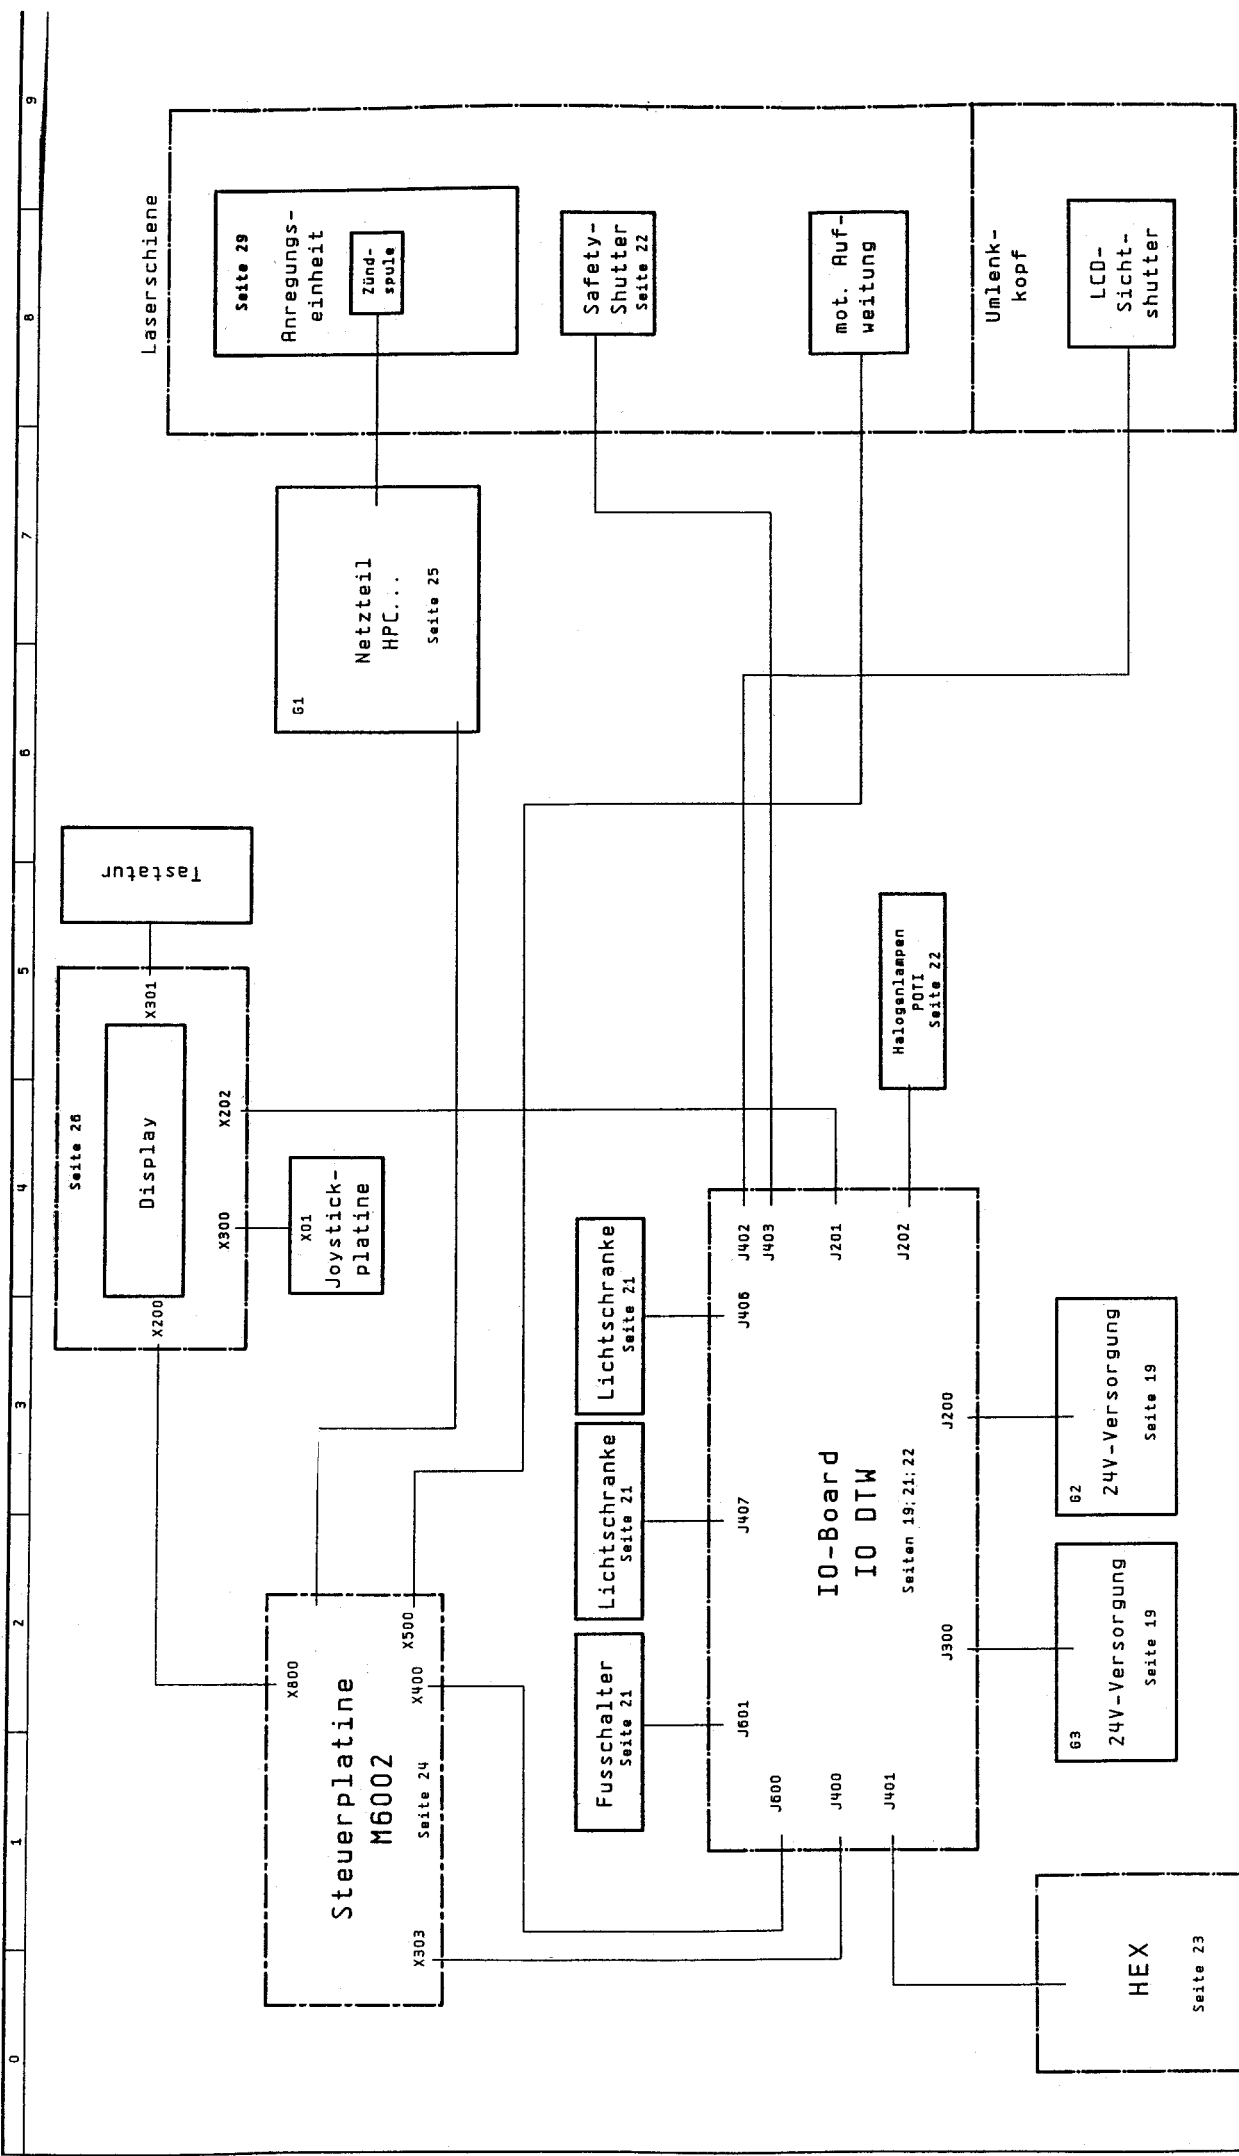 0 1 2 3 4 5 6 7 8 9
Seite 26
Display
X200
X301
X300
X202
Tastatur
X01
Joystick-
platine
Steuerplatine
M6002
Seite 24
X800
X500
X400
X303
G1
Netzteil
HPC...
Seite 25
Laserschiene
Seite 29
Anregungs-
einheit
Zünd-
spule
Safety-
Shutter
Seite 22
mot. Auf-
weitung
Umlenk-
kopf
LCD-
Sicht-
shutter
Fusschalter
Seite 21
Lichtschranke
Seite 21
Lichtschranke
Seite 21
J601
J407
J406
J402
J403
J201
J202
J600
J400
J401
IO-Board
IO DTW
Seiten 19;21;22
J300
J200
Halogenlampen
POTI
Seite 22
HEX
Seite 23
G3
24V-Versorgung
Seite 19
G2
24V-Versorgung
Seite 19